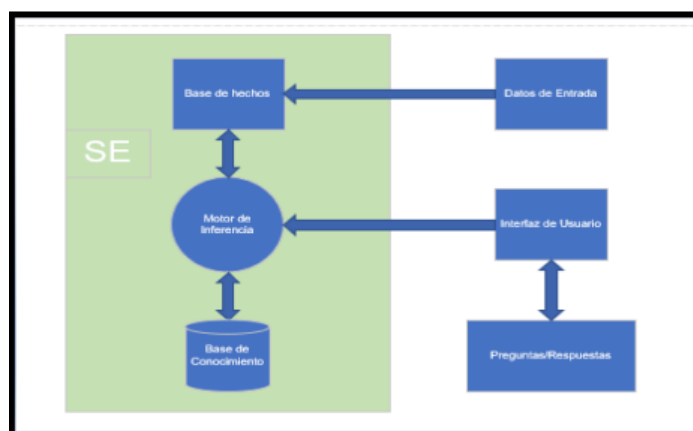 Base de hechos
Datos de Entrada
SE
Motor de
Inferencia
Interfaz de Usuario
Base de
Conocimiento
Preguntas/Respuestas